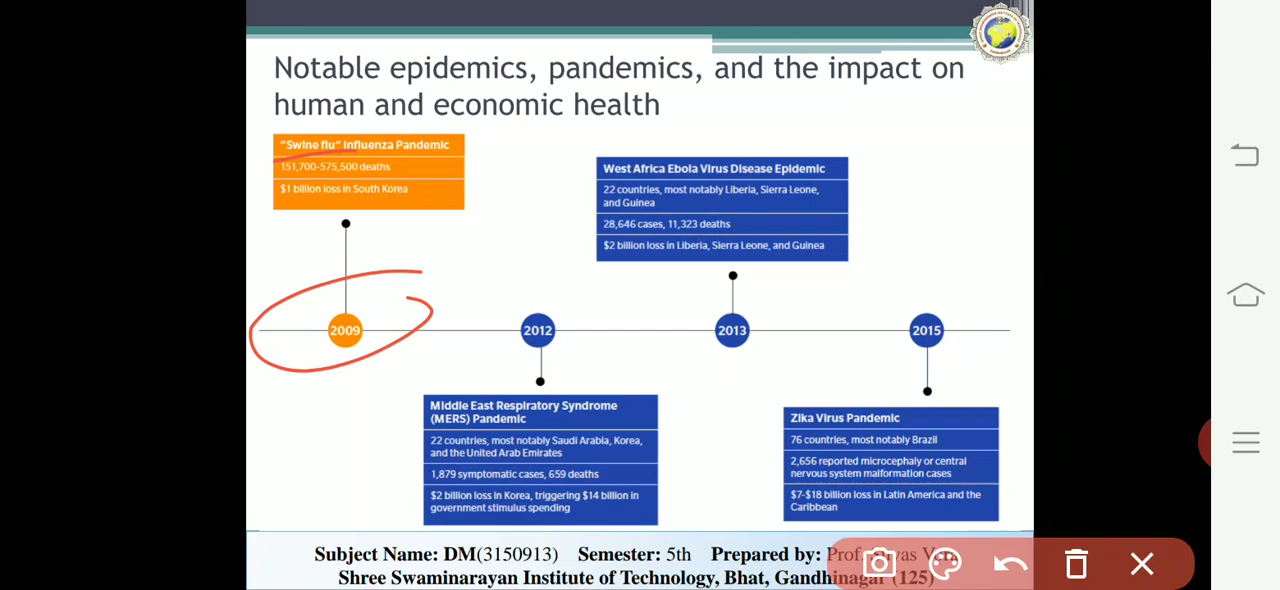 Notable epidemics, pandemics, and the impact on
human and economic health
"Swine flu" Influenza Pandemic
151,700-575,500 deaths
$1 billion loss in South Korea
West Africa Ebola Virus Disease Epidemic
22 countries, most notably Liberia, Sierra Leone,
and Guinea
28,646 cases, 11,323 deaths
$2 billion loss in Liberia, Sierra Leone, and Guinea
2009
2012
2013
2015
Middle East Respiratory Syndrome
(MERS) Pandemic
22 countries, most notably Saudi Arabia, Korea,
and the United Arab Emirates
1,879 symptomatic cases, 659 deaths
$2 billion loss in Korea, triggering $14 billion in
government stimulus spending
Zika Virus Pandemic
76 countries, most notably Brazil
2,656 reported microcephaly or central
nervous system malformation cases
$7-$18 billion loss in Latin America and the
Caribbean
Subject Name: DM(3150913) Semester: 5th Prepared by: Prof.
Shree Swaminarayan Institute of Technology, Bhat, Gandhinagar (125)